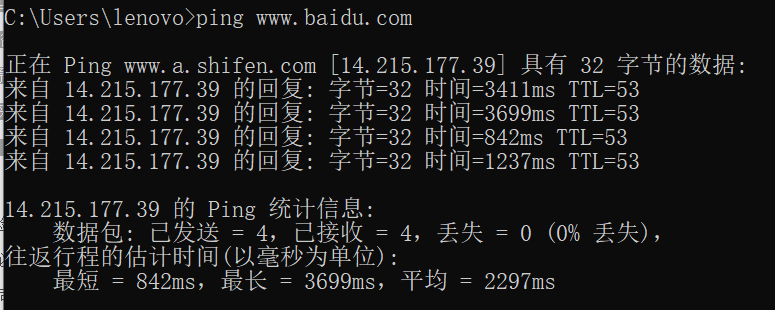 C:\Users\lenovo>ping www.baidu.com
正在 Ping www.a.shifen.com [14.215.177.39] 具有 32 字节的数据:
来自 14.215.177.39 的回复: 字节=32 时间=3411ms TTL=53
来自 14.215.177.39 的回复: 字节=32 时间=3699ms TTL=53
来自 14.215.177.39 的回复: 字节=32 时间=842ms TTL=53
来自 14.215.177.39 的回复: 字节=32 时间=1237ms TTL=53
14.215.177.39 的 Ping 统计信息:
数据包: 已发送 = 4，已接收 = 4，丢失 = 0 (0% 丢失)，
往返行程的估计时间(以毫秒为单位):
最短 = 842ms，最长 = 3699ms，平均 = 2297ms